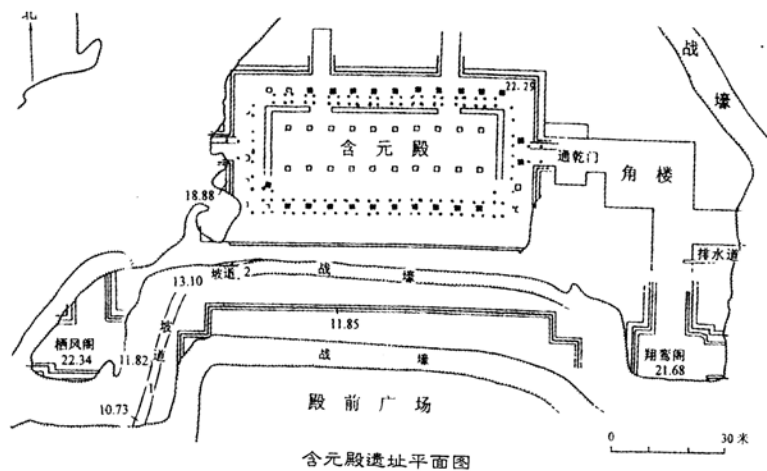 北
战
壕
22.29
含元殿
通乾门
角楼
18.88
排水道
坡道 2
战壕
13.10
11.85
栖凤阁
22.34
11.82
坡道 1
战壕
翔鸾阁
21.68
10.73
殿前广场
0 30 米
含元殿遗址平面图